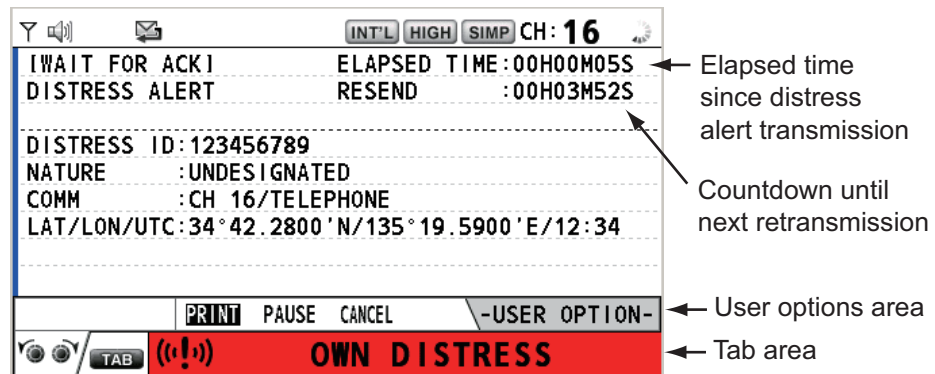 INT'L HIGH SIMP CH: 16
[WAIT FOR ACK] ELAPSED TIME:00H00M05S
DISTRESS ALERT RESEND :00H03M52S
DISTRESS ID:123456789
NATURE :UNDESIGNATED
COMM :CH 16/TELEPHONE
LAT/LON/UTC:34°42.2800'N/135°19.5900'E/12:34
PRINT PAUSE CANCEL -USER OPTION-
TAB OWN DISTRESS
Elapsed time
since distress
alert transmission
Countdown until
next retransmission
User options area
Tab area